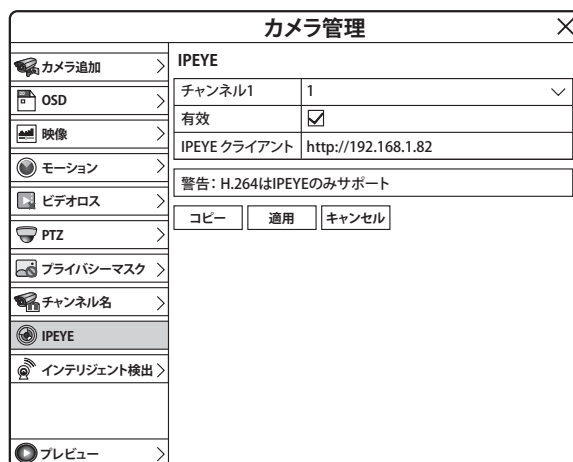 カメラ管理
カメラ追加
OSD
映像
モーション
ビデオロス
PTZ
プライバシーマスク
チャンネル名
IPEYE
インテリジェント検出
プレビュー
IPEYE
チャンネル1 1
有効
IPEYE クライアント http://192.168.1.82
警告：H.264はIPEYEのみサポート
コピー 適用 キャンセル